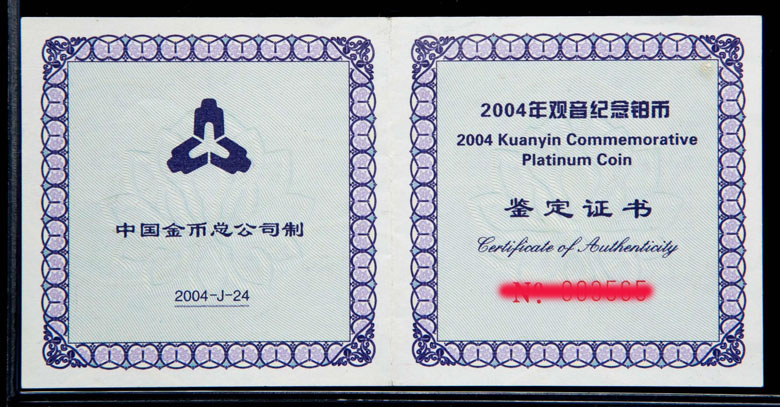 中国金币总公司制
2004-J-24
2004年观音纪念铂币
2004 Kuanyin Commemorative
Platinum Coin
鉴定证书
Certificate of Authenticity
No.